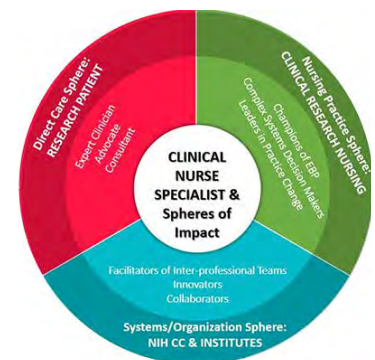 Direct Care Sphere:
RESEARCH PATIENT
Expert Clinician
Advocate
Consultant
Nursing Practice Sphere:
CLINICAL RESEARCH NURSING
Champions of EBP
Complex Systems Decision Makers
Leaders in Practice Change
CLINICAL
NURSE
SPECIALIST &
Spheres of
Impact
Facilitators of Inter-professional Teams
Innovators
Collaborators
Systems/Organization Sphere:
NIH CC & INSTITUTES